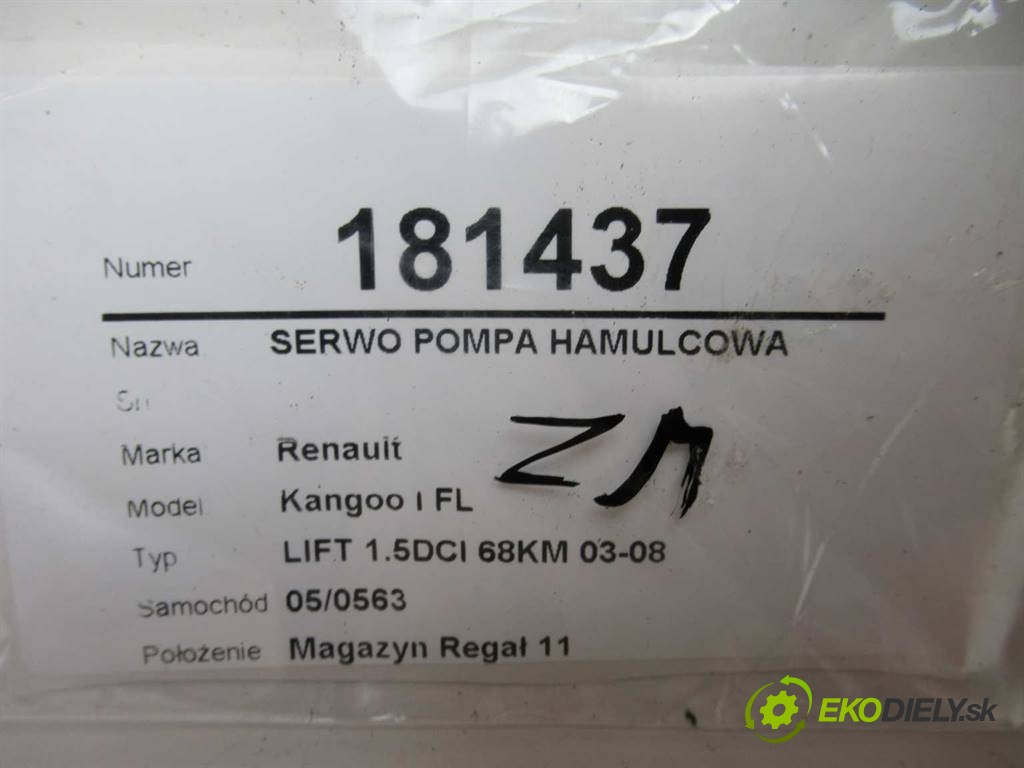 Numer 181437
Nazwa SERWO POMPA HAMULCOWA
Sn
Marka Renault
Model Kangoo I FL
Typ LIFT 1.5DCI 68KM 03-08
Samochód 05/0563
Położenie Magazyn Regał 11
EKODIELY.sk